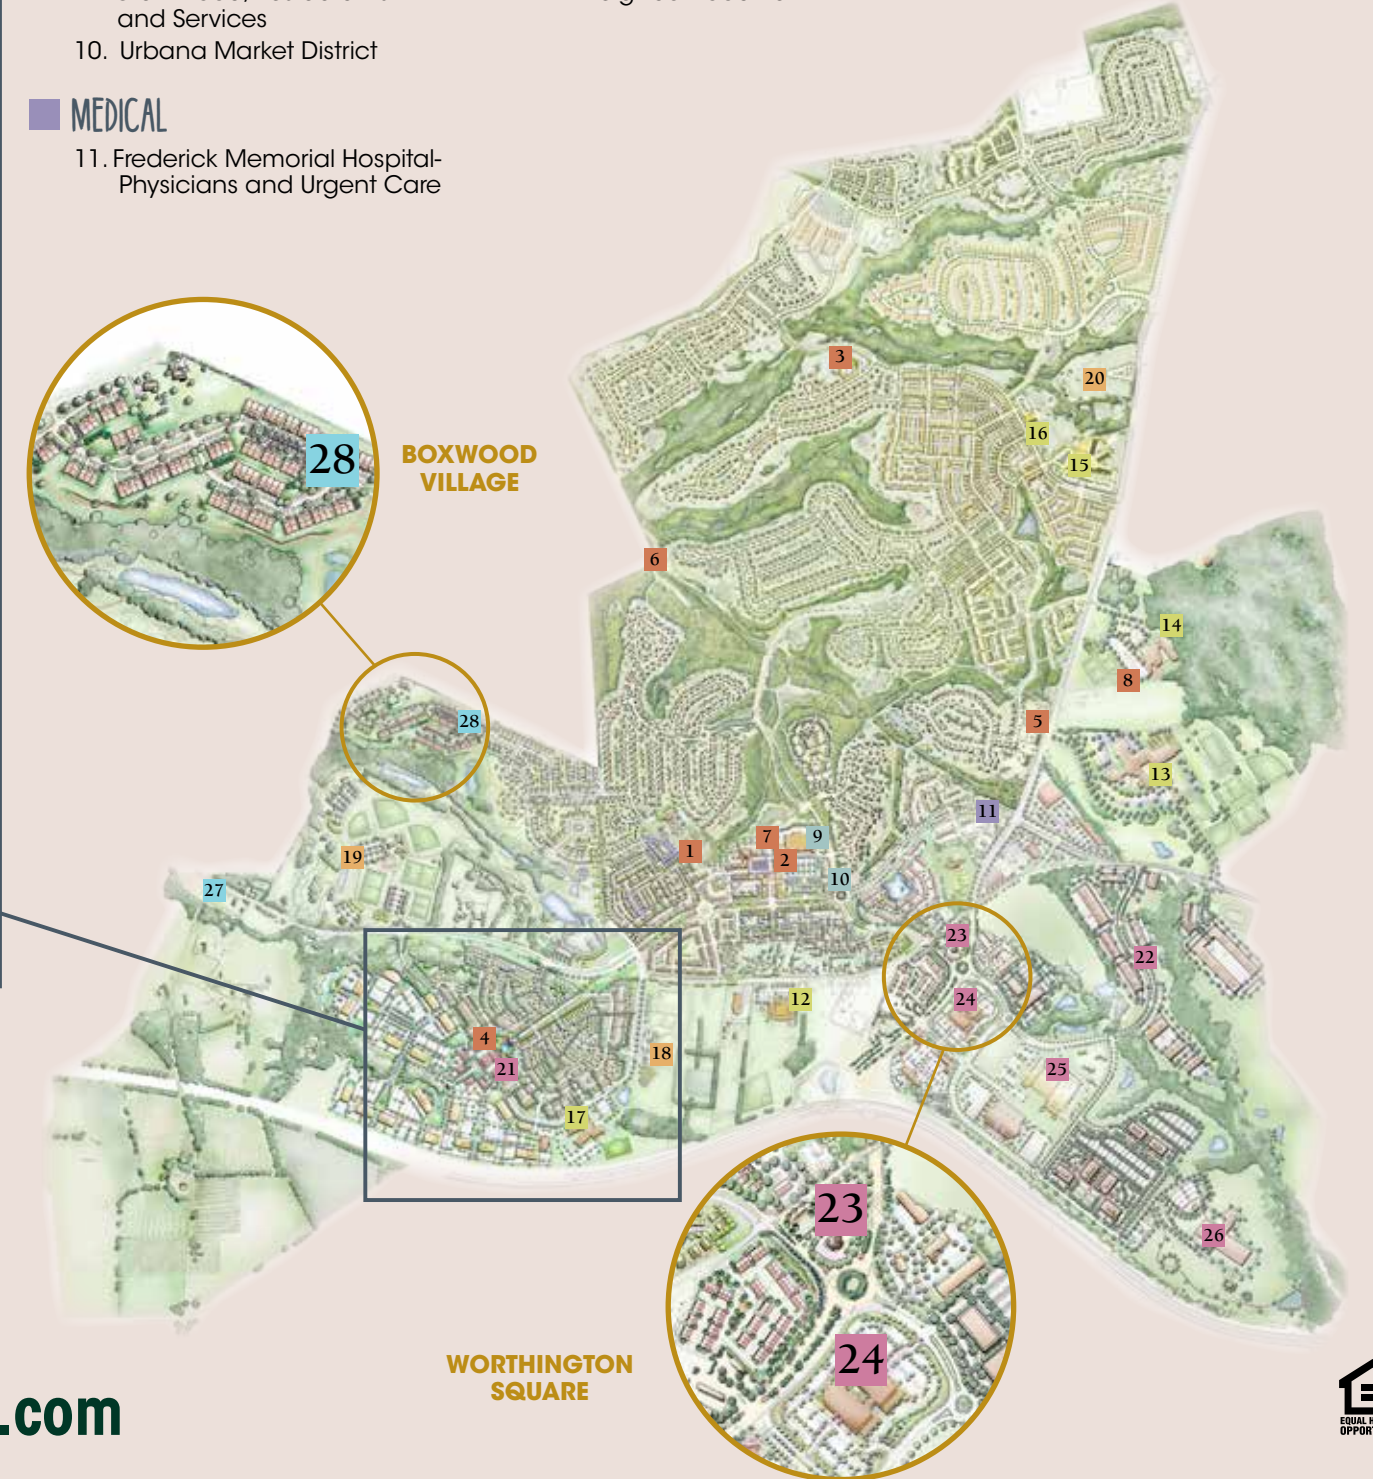 and Services
10. Urbana Market District
MEDICAL
11. Frederick Memorial Hospital-
Physicians and Urgent Care
3
20
16
15
28
BOXWOOD
VILLAGE
6
14
8
28
5
13
11
7
9
1
2
19
10
27
23
22
24
12
4
18
21
25
17
23
26
24
WORTHINGTON
SQUARE
.com
EQUAL H
OPPOR